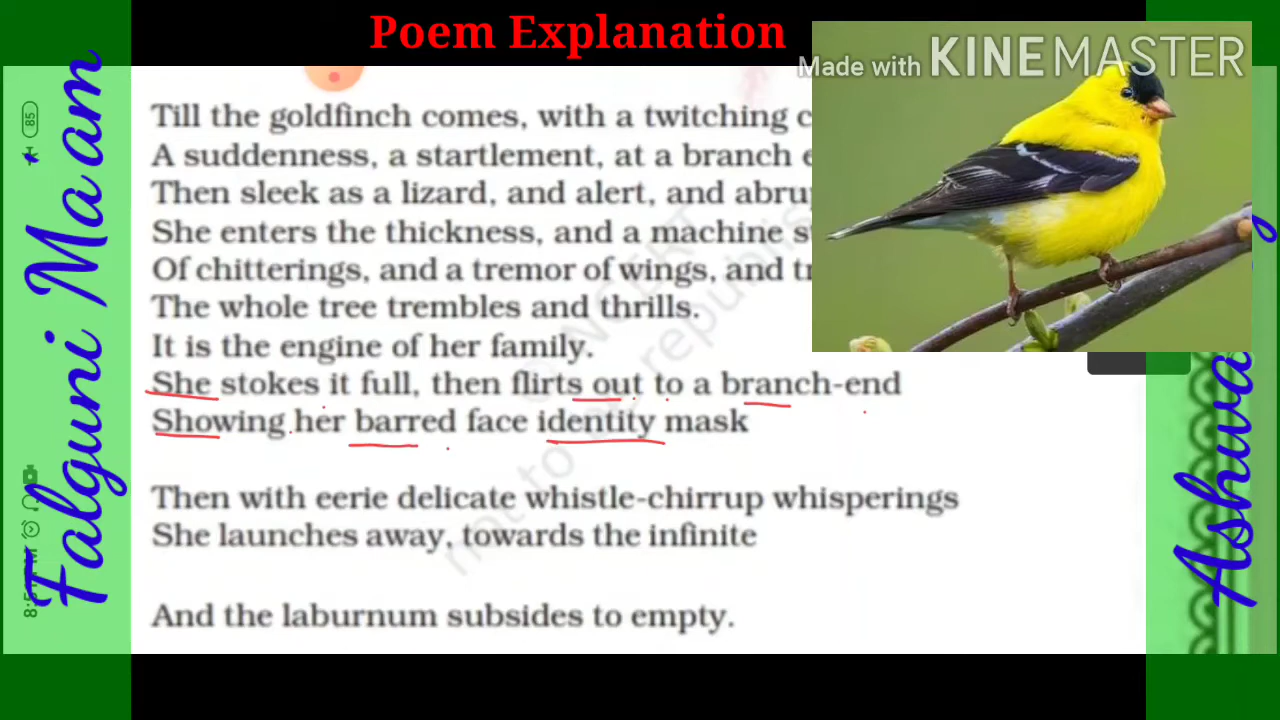 Poem Explanation
Made with KINEMASTER
Till the goldfinch comes, with a twitching
A suddenness, a startlement, at a branch
Then sleek as a lizard, and alert, and
She enters the thickness, and a machine
Of chitterings, and a tremor of wings, and
The whole tree trembles and thrills.
It is the engine of her family.
She stokes it full, then flirts out to a branch-end
Showing her barred face identity mask
Then with eerie delicate whistle-chirrup whisperings
She launches away, towards the infinite
And the laburnum subsides to empty.
Falguni Ma'am
85